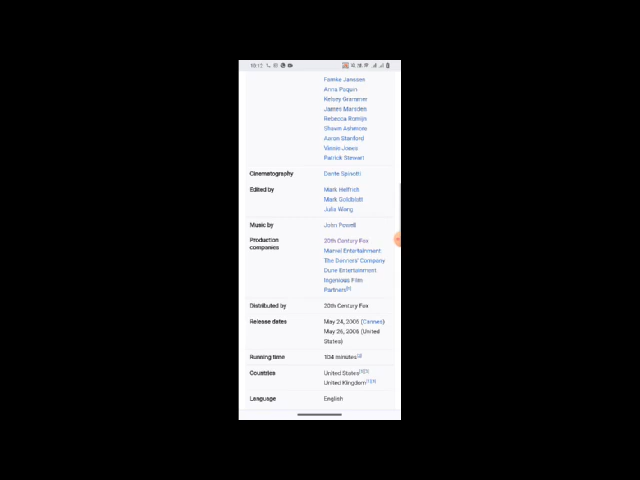 10:12
Famke Janssen
Anna Paquin
Kelsey Grammer
James Marsden
Rebecca Romijn
Shawn Ashmore
Aaron Stanford
Vinnie Jones
Patrick Stewart
Cinematography Dante Spinotti
Edited by Mark Helfrich
Mark Goldblatt
Julia Wong
Music by John Powell
Production 20th Century Fox
companies Marvel Entertainment
The Donners' Company
Dune Entertainment
Ingenious Film
Partners
Distributed by 20th Century Fox
Release dates May 24, 2006 (Cannes)
May 26, 2006 (United
States)
Running time 104 minutes
Countries United States
United Kingdom
Language English